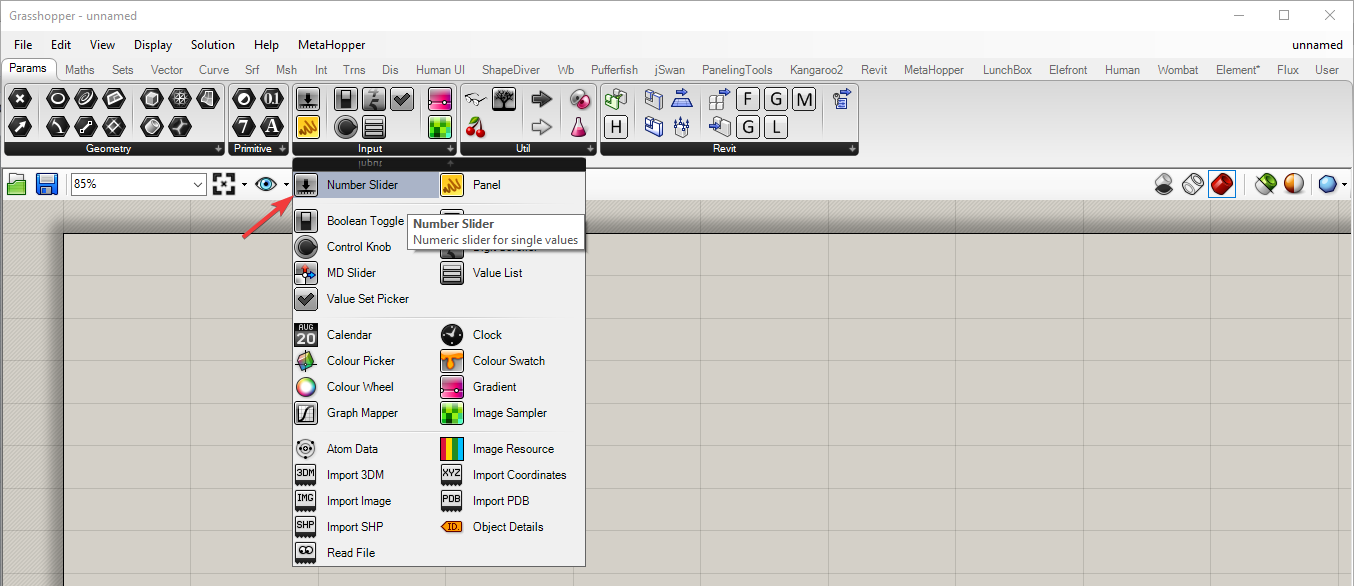 Grasshopper - unnamed
File Edit View Display Solution Help MetaHopper unnamed
Params Maths Sets Vector Curve Srf Msh Int Trns Dis Human UI ShapeDiver Wb Pufferfish jSwan PanelingTools Kangaroo2 Revit MetaHopper LunchBox Elefront Human Wombat Element* Flux User
0.1 F G M
7 A H G L
Geometry Primitive Input Util Revit
85%
Number Slider Panel
Boolean Toggle
Number Slider
Numeric slider for single values
Control Knob
MD Slider Value List
Value Set Picker
AUG 20 Calendar Clock
Colour Picker Colour Swatch
Colour Wheel Gradient
Graph Mapper Image Sampler
Atom Data Image Resource
3DM Import 3DM XYZ Import Coordinates
IMG Import Image PDB Import PDB
SHP Import SHP ID Object Details
Read File